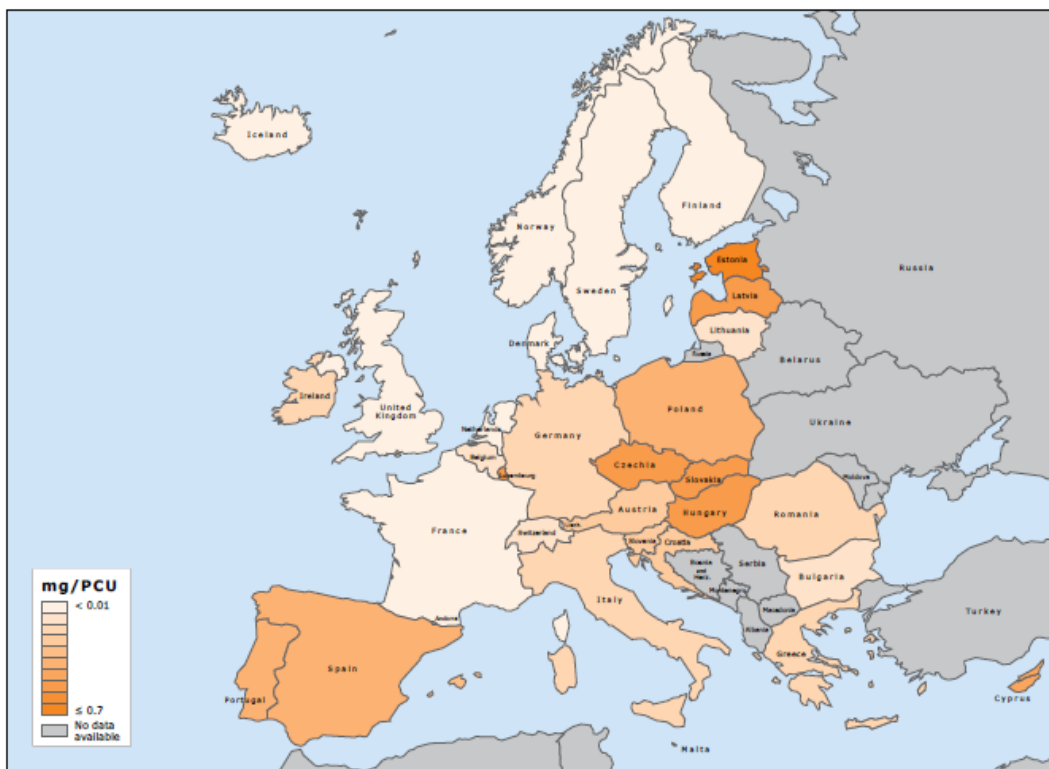 Iceland
Finland
Norway
Sweden
Russia
Estonia
Latvia
Lithuania
Russia
Denmark
Belarus
Ireland
United
Kingdom
Netherlands
Poland
Germany
Belgium
Ukraine
Luxembourg
Czechia
Slovakia
Moldova
France
Austria
Hungary
Romania
Switzerland
Liech.
Slovenia
Croatia
Bosnia
and
Herz.
Serbia
Bulgaria
Italy
Montenegro
Macedonia
Albania
Turkey
Andorra
Greece
Spain
Portugal
Cyprus
Malta
mg/PCU
< 0.01
≤ 0.7
No data
available